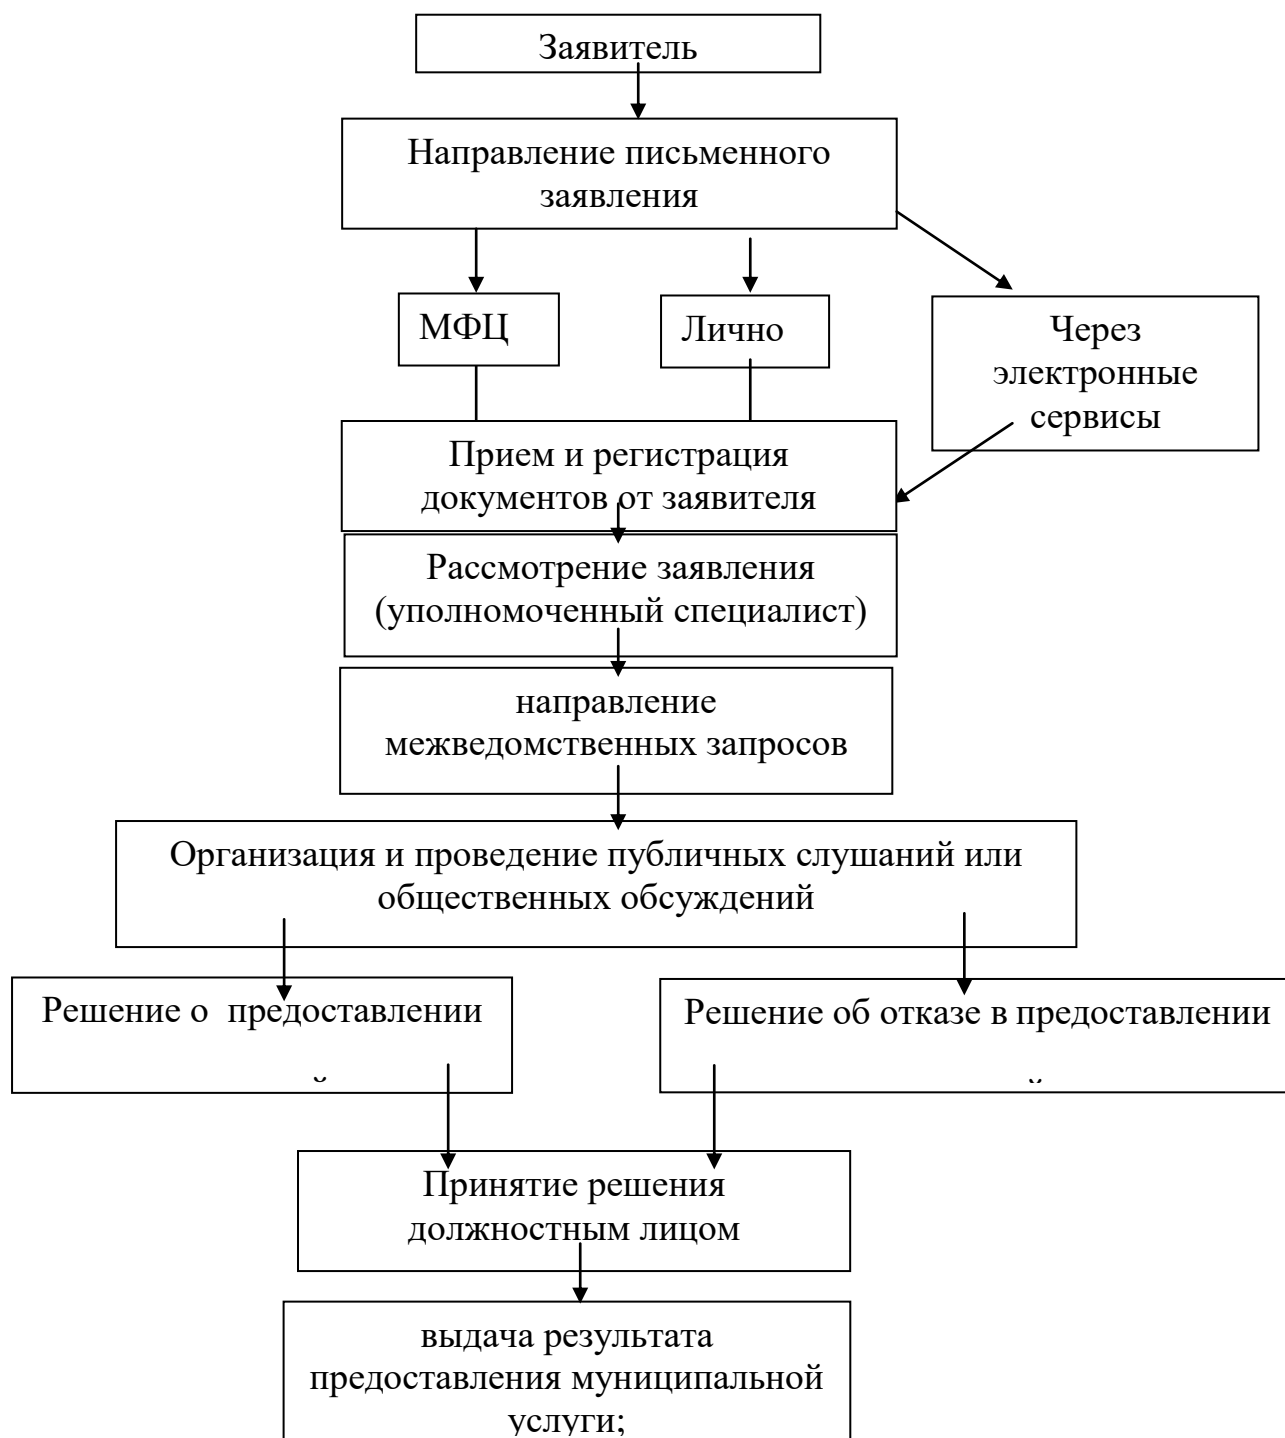 Заявитель
Направление письменного
заявления
МФЦ
Лично
Через
электронные
сервисы
Прием и регистрация
документов от заявителя
Рассмотрение заявления
(уполномоченный специалист)
направление
межведомственных запросов
Организация и проведение публичных слушаний или
общественных обсуждений
Решение о предоставлении
Решение об отказе в предоставлении
Принятие решения
должностным лицом
выдача результата
предоставления муниципальной
услуги;